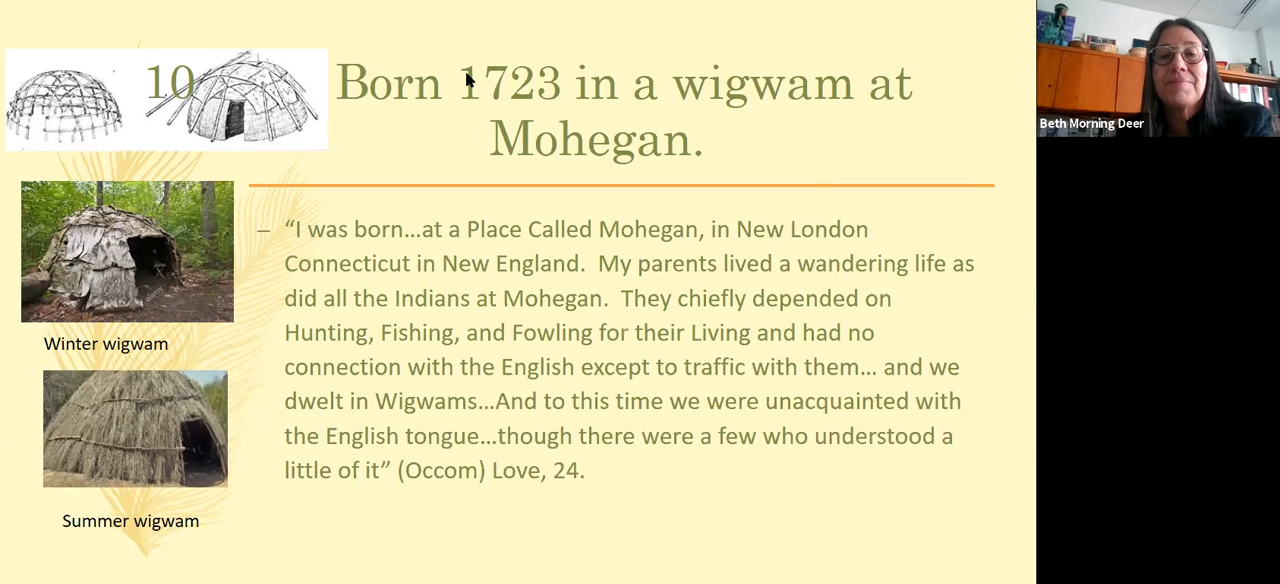 10
Born 1723 in a wigwam at
Mohegan.
– “I was born…at a Place Called Mohegan, in New London
Connecticut in New England.  My parents lived a wandering life as
did all the Indians at Mohegan.  They chiefly depended on
Hunting, Fishing, and Fowling for their Living and had no
connection with the English except to traffic with them… and we
dwelt in Wigwams…And to this time we were unacquainted with
the English tongue…though there were a few who understood a
little of it” (Occom) Love, 24.
Winter wigwam
Summer wigwam
Beth Morning Deer